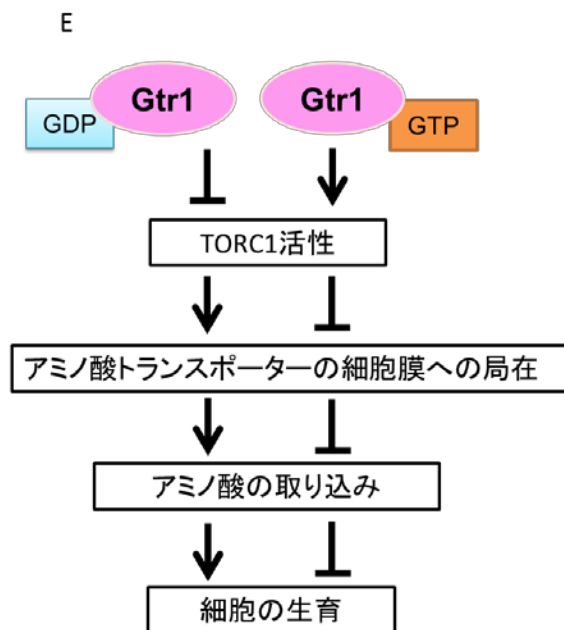 E
Gtr1
Gtr1
GDP
GTP
TORC1活性
アミノ酸トランスポーターの細胞膜への局在
アミノ酸の取り込み
細胞の生育